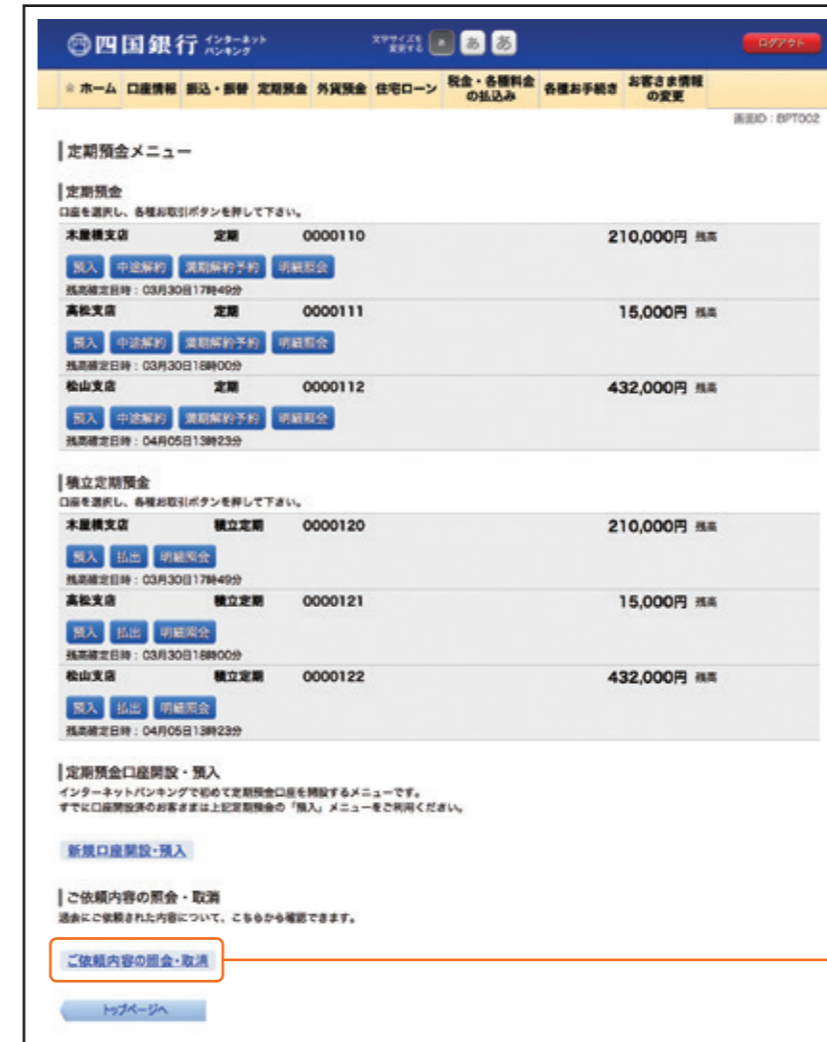 四国銀行 インターネットバンキング 文字サイズを変更する あ あ あ ログアウト
ホーム 口座情報 振込・振替 定期預金 外貨預金 住宅ローン 税金・各種料金の払込み 各種お手続き お客さま情報の変更
画面ID：BPT002
定期預金メニュー
定期預金
口座を選択し、各種お取引ボタンを押して下さい。
木屋橋支店 定期 0000110 210,000円 残高
預入 中途解約 満期解約予約 明細照会
残高確定日時：03月30日17時49分
高松支店 定期 0000111 15,000円 残高
預入 中途解約 満期解約予約 明細照会
残高確定日時：03月30日18時00分
松山支店 定期 0000112 432,000円 残高
預入 中途解約 満期解約予約 明細照会
残高確定日時：04月05日13時23分
積立定期預金
口座を選択し、各種お取引ボタンを押して下さい。
木屋橋支店 積立定期 0000120 210,000円 残高
預入 払出 明細照会
残高確定日時：03月30日17時49分
高松支店 積立定期 0000121 15,000円 残高
預入 払出 明細照会
残高確定日時：03月30日18時00分
松山支店 積立定期 0000122 432,000円 残高
預入 払出 明細照会
残高確定日時：04月05日13時23分
定期預金口座開設・預入
インターネットバンキングで初めて定期預金口座を開設するメニューです。
すでに口座開設済のお客さまは上記定期預金の「預入」メニューをご利用ください。
新規口座開設・預入
ご依頼内容の照会・取消
過去にご依頼された内容について、こちらから確認できます。
ご依頼内容の照会・取消
トップページへ